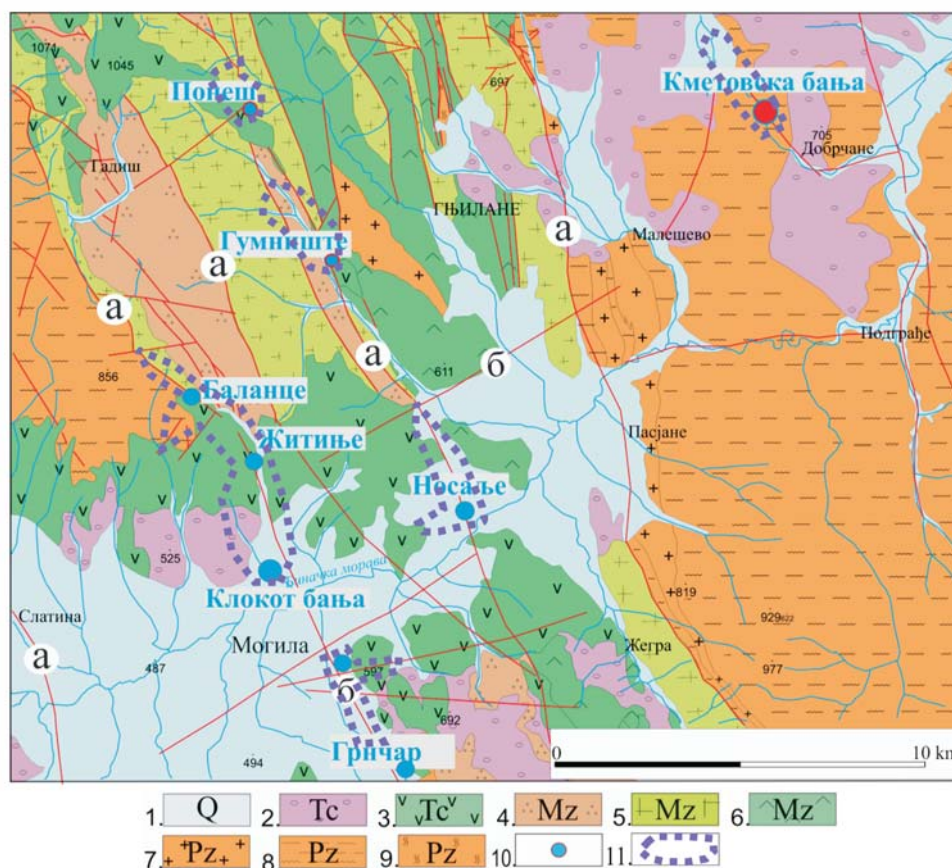 1071
1045
697
Понеш
Кметовска бања
705
Добрчане
Гадиш
ГЊИЛАНЕ
а
Малешево
Гумниште
а
а
Подграђе
а
б
611
856
Баланце
Пасјане
Житиње
Носаље
525
Биначка морава
Клокот бања
819
Слатина
929
822
Могила
Жегра
а
487
597
977
б
692
494
Грнчар
0
10 km
1. Q 2. Tc 3. Tc 4. Mz 5. Mz 6. Mz
7. Pz 8. Pz 9. Pz 10. 11.